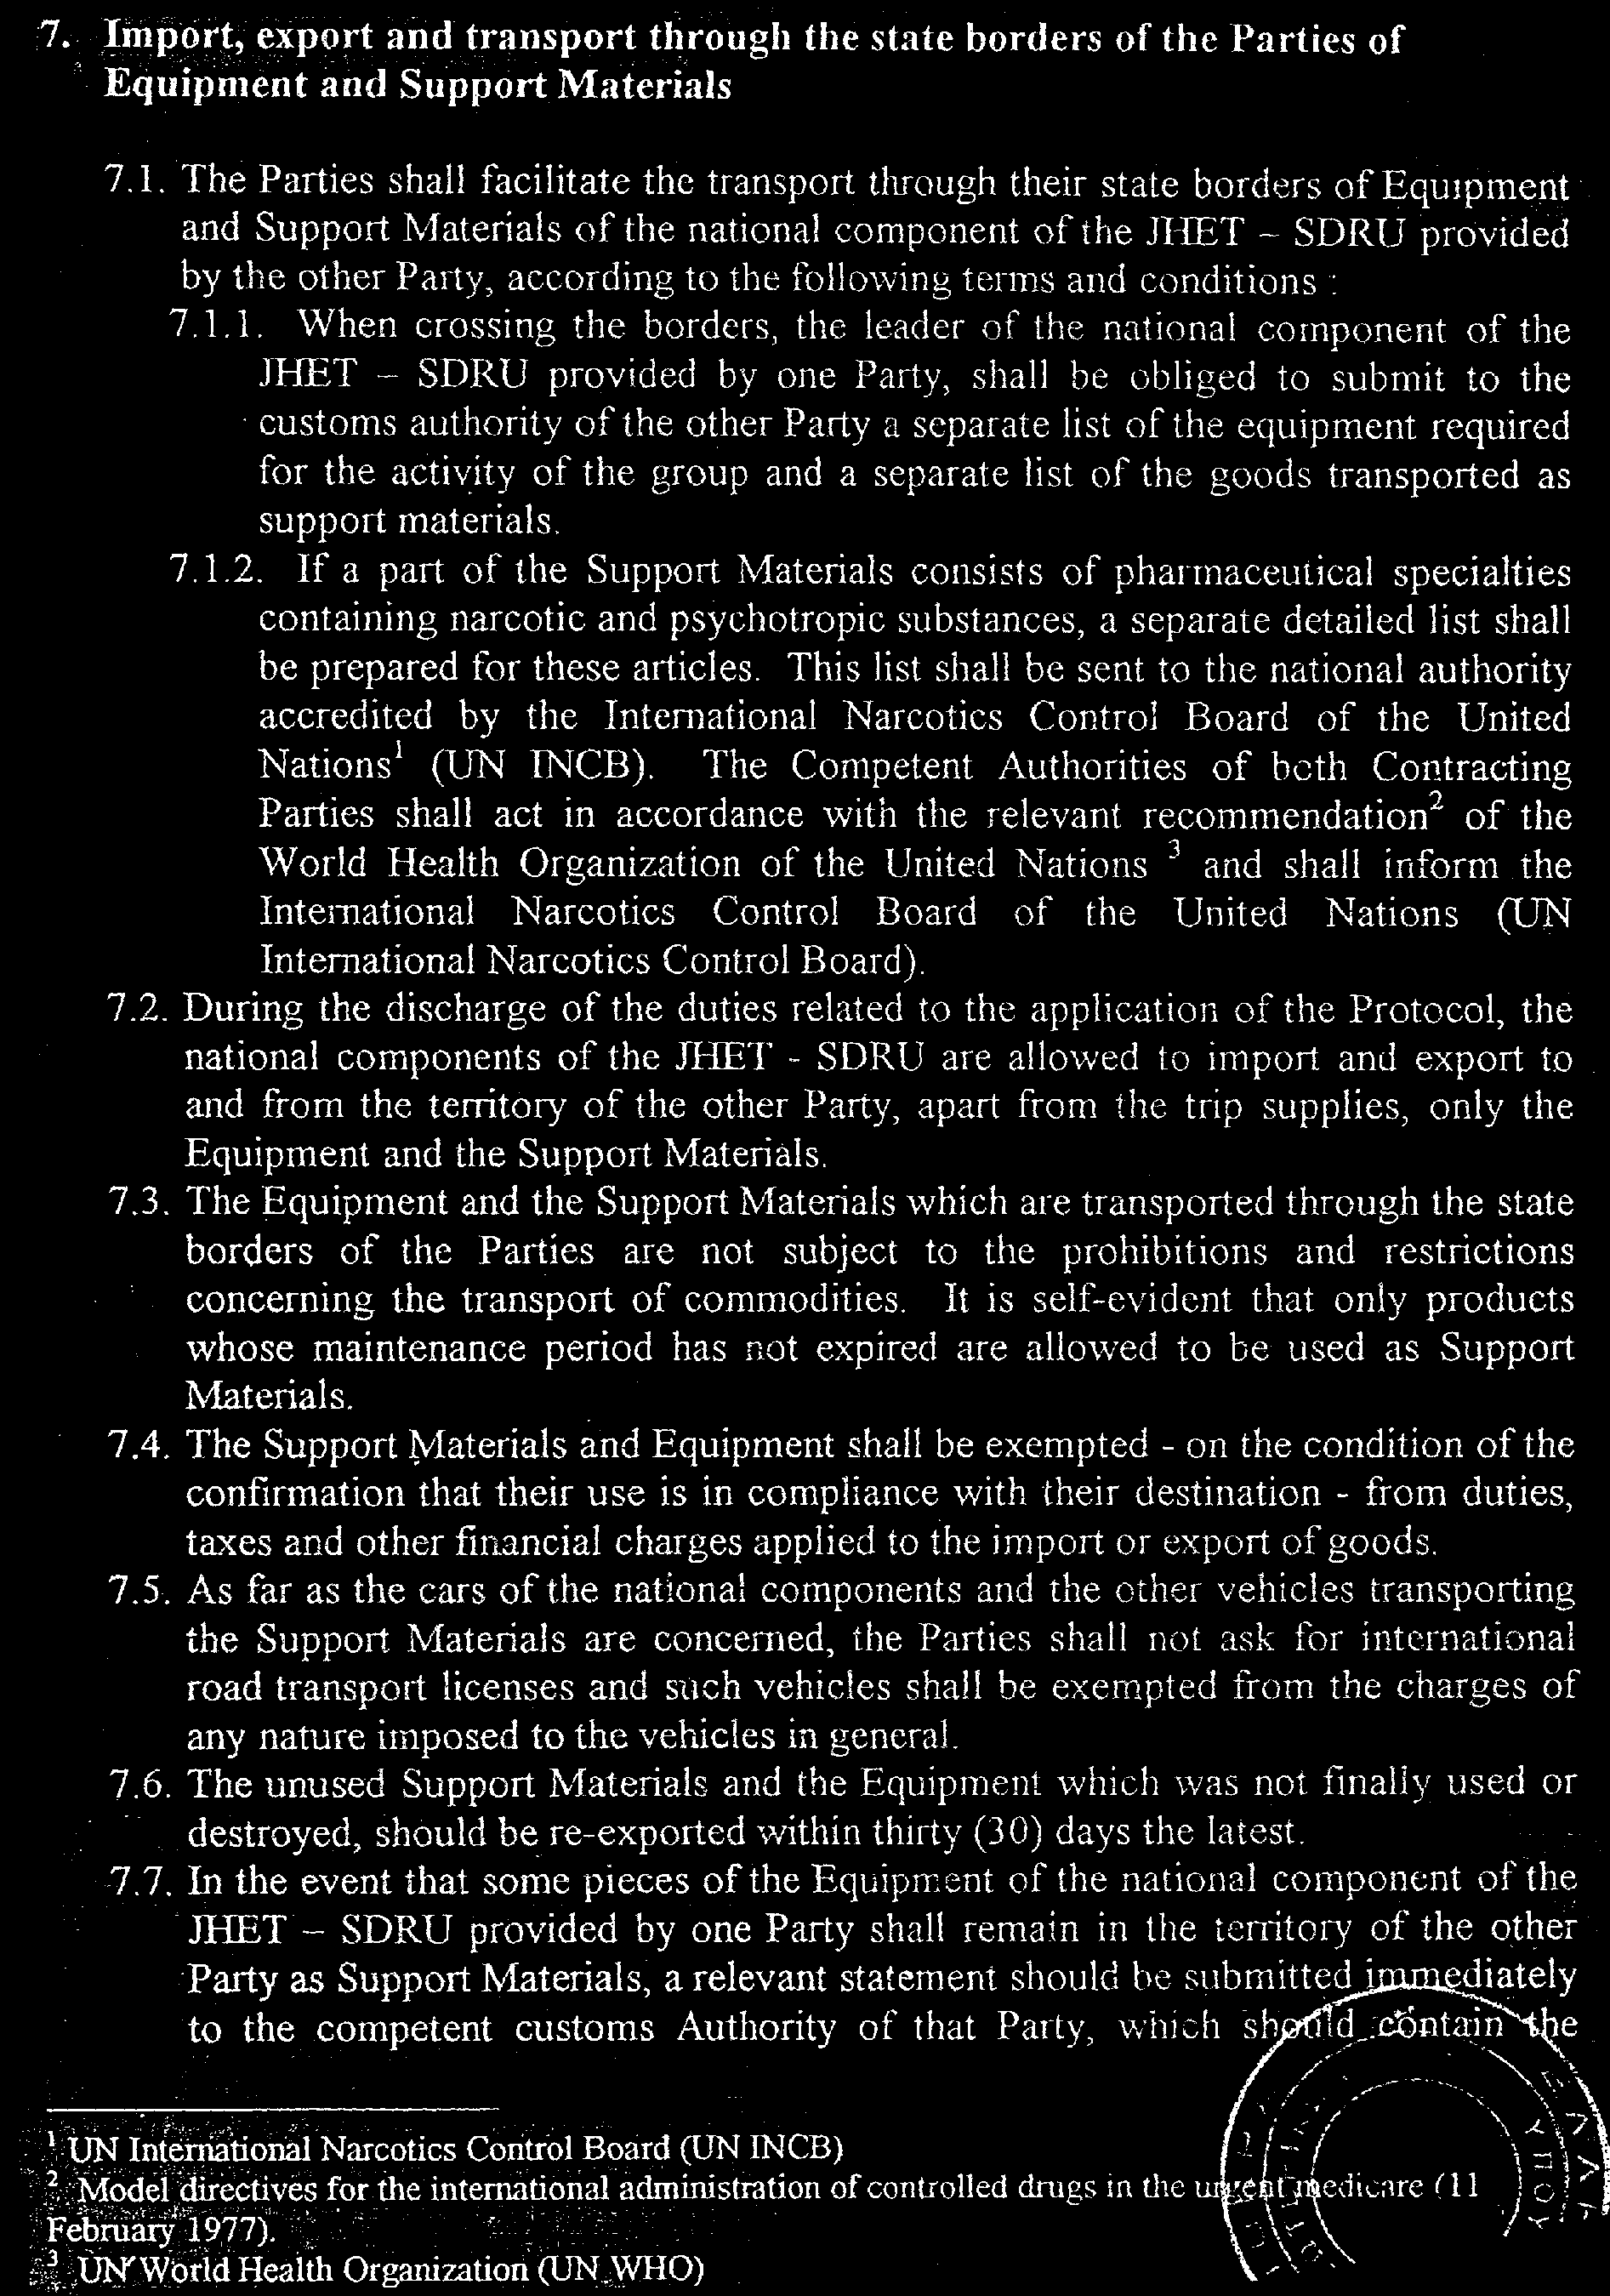 7. Import, export and transport through the state borders of the Parties of
Equipment and Support Materials
7.1. The Parties shall facilitate the transport through their state borders of Equipment
and Support Materials of the national component of the JHET – SDRU provided
by the other Party, according to the following terms and conditions :
7.1.1. When crossing the borders, the leader of the national component of the
JHET – SDRU provided by one Party, shall be obliged to submit to the
customs authority of the other Party a separate list of the equipment required
for the activity of the group and a separate list of the goods transported as
support materials.
7.1.2. If a part of the Support Materials consists of pharmaceutical specialties
containing narcotic and psychotropic substances, a separate detailed list shall
be prepared for these articles. This list shall be sent to the national authority
accredited by the International Narcotics Control Board of the United
Nations¹ (UN INCB). The Competent Authorities of both Contracting
Parties shall act in accordance with the relevant recommendation² of the
World Health Organization of the United Nations ³ and shall inform the
International Narcotics Control Board of the United Nations (UN
International Narcotics Control Board).
7.2. During the discharge of the duties related to the application of the Protocol, the
national components of the JHET - SDRU are allowed to import and export to
and from the territory of the other Party, apart from the trip supplies, only the
Equipment and the Support Materials.
7.3. The Equipment and the Support Materials which are transported through the state
borders of the Parties are not subject to the prohibitions and restrictions
concerning the transport of commodities. It is self-evident that only products
whose maintenance period has not expired are allowed to be used as Support
Materials.
7.4. The Support Materials and Equipment shall be exempted - on the condition of the
confirmation that their use is in compliance with their destination - from duties,
taxes and other financial charges applied to the import or export of goods.
7.5. As far as the cars of the national components and the other vehicles transporting
the Support Materials are concerned, the Parties shall not ask for international
road transport licenses and such vehicles shall be exempted from the charges of
any nature imposed to the vehicles in general.
7.6. The unused Support Materials and the Equipment which was not finally used or
destroyed, should be re-exported within thirty (30) days the latest.
7.7. In the event that some pieces of the Equipment of the national component of the
JHET – SDRU provided by one Party shall remain in the territory of the other
Party as Support Materials, a relevant statement should be submitted immediately
to the competent customs Authority of that Party, which should contain the
¹ UN International Narcotics Control Board (UN INCB)
² Model directives for the international administration of controlled drugs in the urgent medicare (11
February 1977).
³ UN World Health Organization (UN WHO)